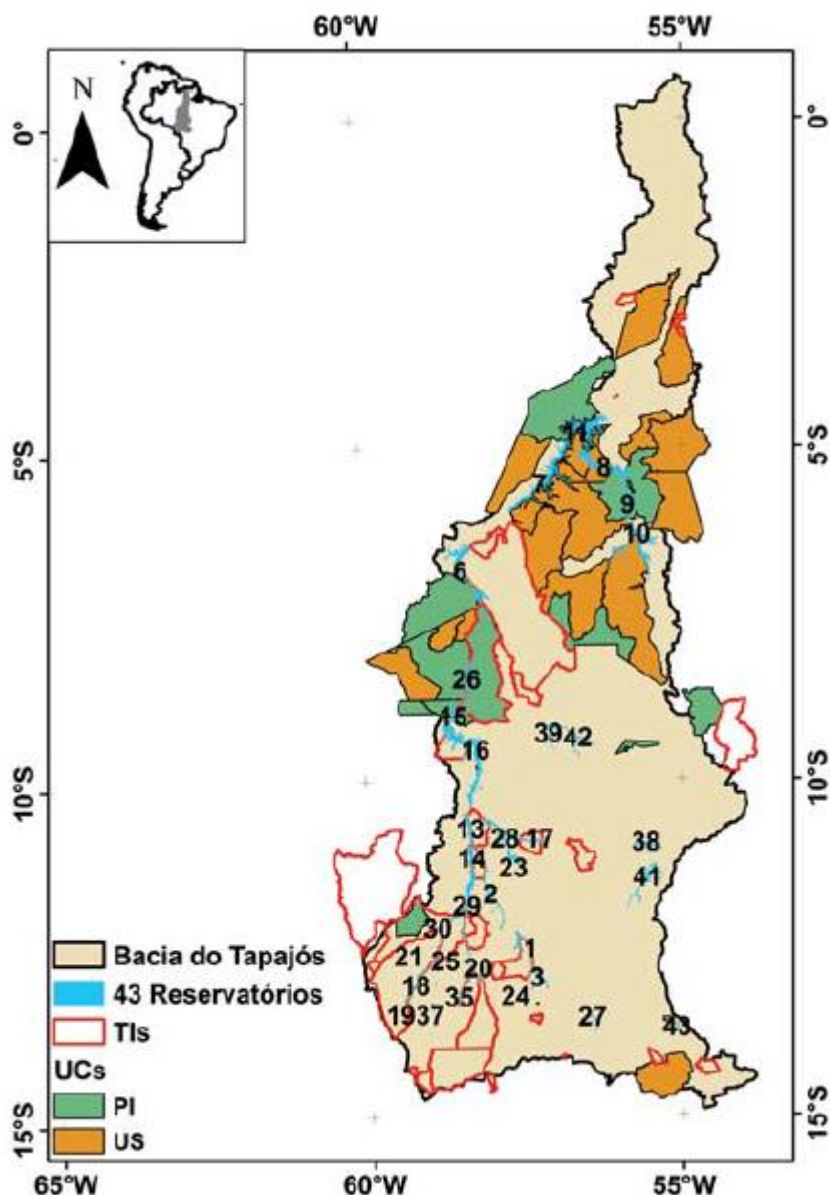 60°W 55°W
N
0° 0°
11
5°S 8 5°S
7
9
10
6
26
15
39 42
16
10°S 10°S
13
28 17 38
14 23
41
2
29
30
1
21 25 20
3
18
35 24
19 37 27 43
Bacia do Tapajós
43 Reservatórios
TIs
UCs
PI
US
15°S 15°S
65°W 60°W 55°W